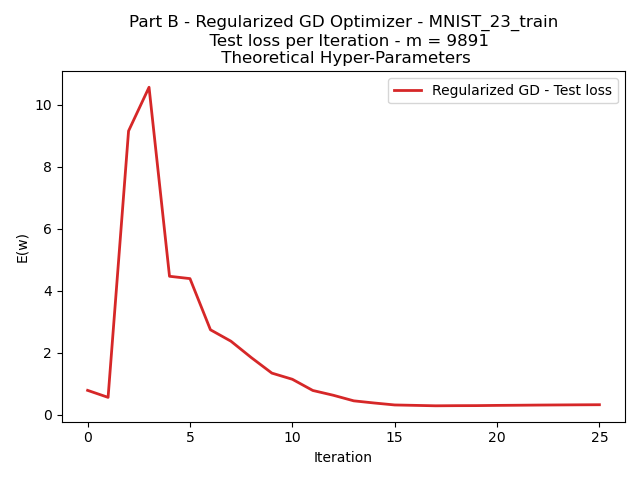 Part B - Regularized GD Optimizer - MNIST_23_train
Test loss per Iteration - m = 9891
Theoretical Hyper-Parameters
Regularized GD - Test loss
10
8
6
4
2
0
E(w)
0
5
10
15
20
25
Iteration